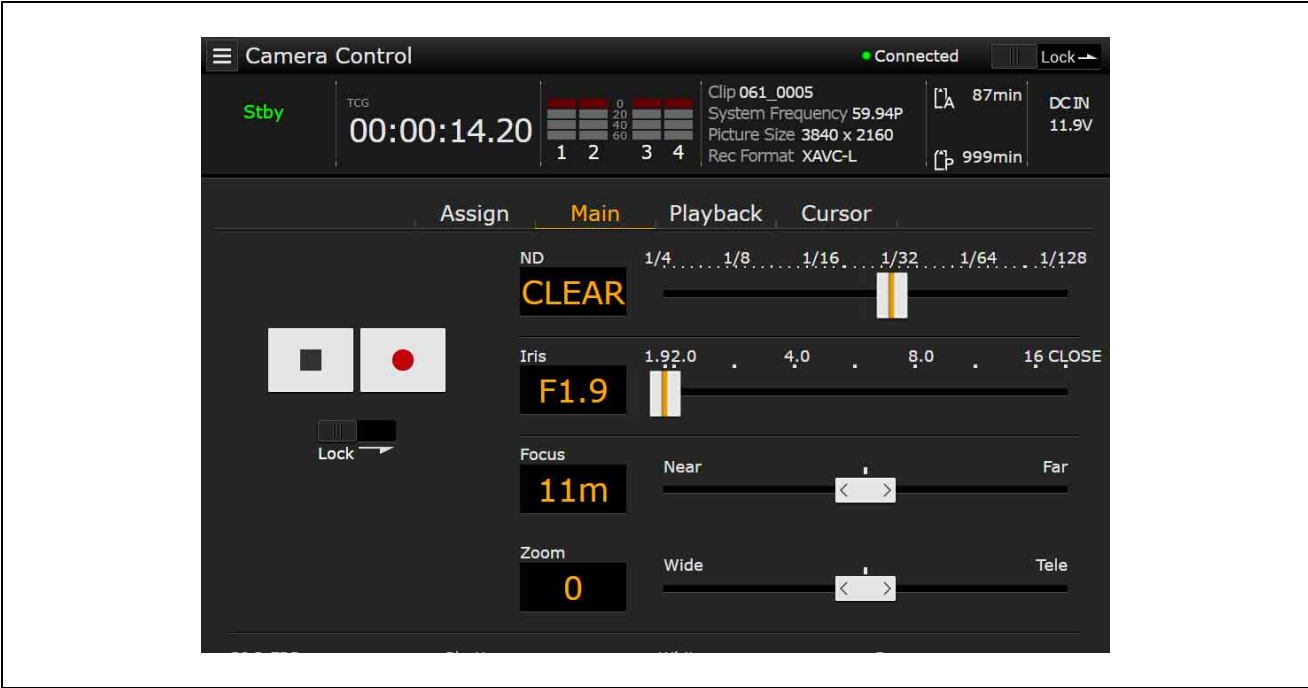 Camera Control
Connected
Lock
Stby
TCG
00:00:14.20
0
20
40
60
1 2 3 4
Clip 061_0005
System Frequency 59.94P
Picture Size 3840 x 2160
Rec Format XAVC-L
A 87min
P 999min
DC IN
11.9V
Assign Main Playback Cursor
ND
CLEAR
1/4 1/8 1/16 1/32 1/64 1/128
Lock
Iris
F1.9
1.9 2.0 4.0 8.0 16 CLOSE
Focus
11m
Near Far
Zoom
0
Wide Tele